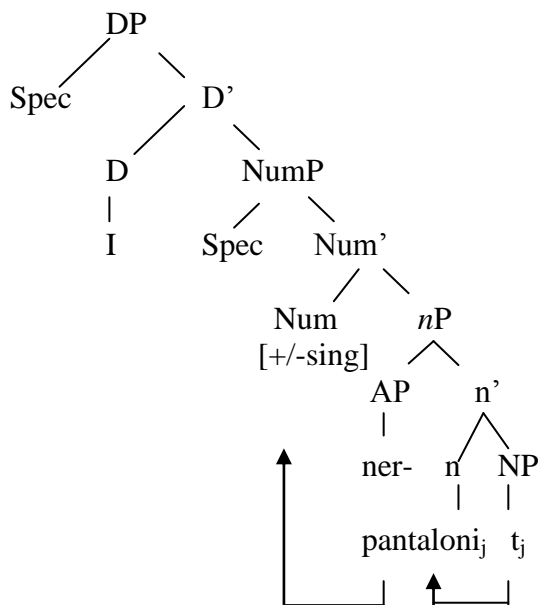 DP
Spec D’
D NumP
I Spec Num’
Num nP
[+/-sing]
AP n’
ner- n NP
pantalonij tj